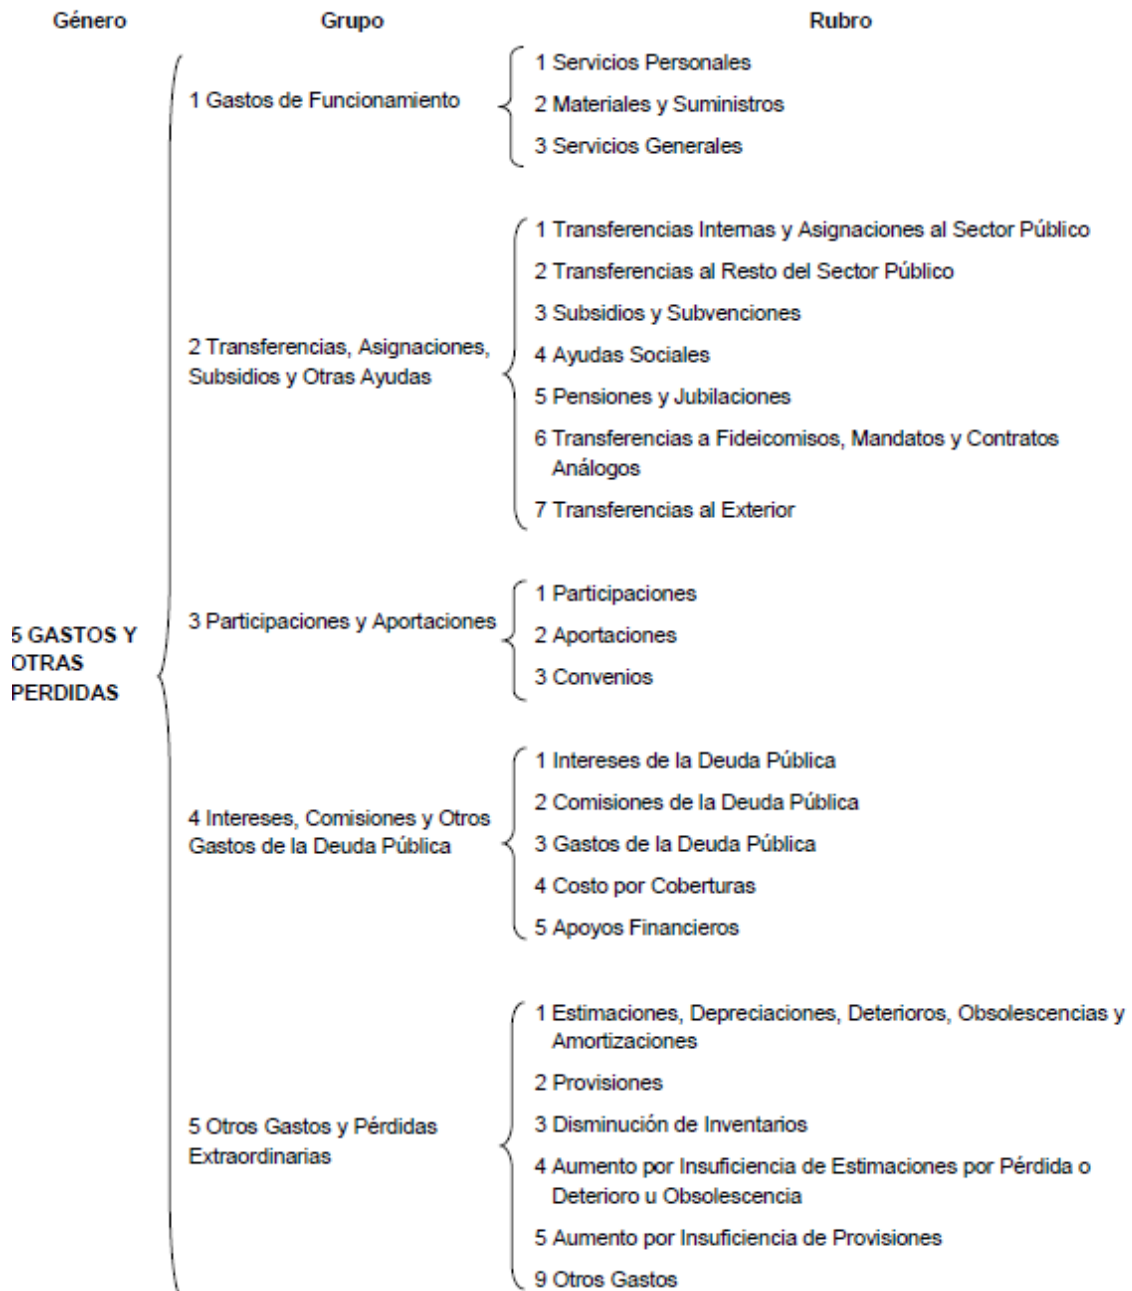 Género Grupo Rubro
1 Servicios Personales
1 Gastos de Funcionamiento
2 Materiales y Suministros
3 Servicios Generales
1 Transferencias Internas y Asignaciones al Sector Público
2 Transferencias al Resto del Sector Público
3 Subsidios y Subvenciones
2 Transferencias, Asignaciones,
Subsidios y Otras Ayudas
4 Ayudas Sociales
5 Pensiones y Jubilaciones
6 Transferencias a Fideicomisos, Mandatos y Contratos
Análogos
7 Transferencias al Exterior
5 GASTOS Y
OTRAS
PERDIDAS
3 Participaciones y Aportaciones
1 Participaciones
2 Aportaciones
3 Convenios
1 Intereses de la Deuda Pública
2 Comisiones de la Deuda Pública
4 Intereses, Comisiones y Otros
Gastos de la Deuda Pública
3 Gastos de la Deuda Pública
4 Costo por Coberturas
5 Apoyos Financieros
1 Estimaciones, Depreciaciones, Deterioros, Obsolescencias y
Amortizaciones
2 Provisiones
5 Otros Gastos y Pérdidas
Extraordinarias
3 Disminución de Inventarios
4 Aumento por Insuficiencia de Estimaciones por Pérdida o
Deterioro u Obsolescencia
5 Aumento por Insuficiencia de Provisiones
9 Otros Gastos